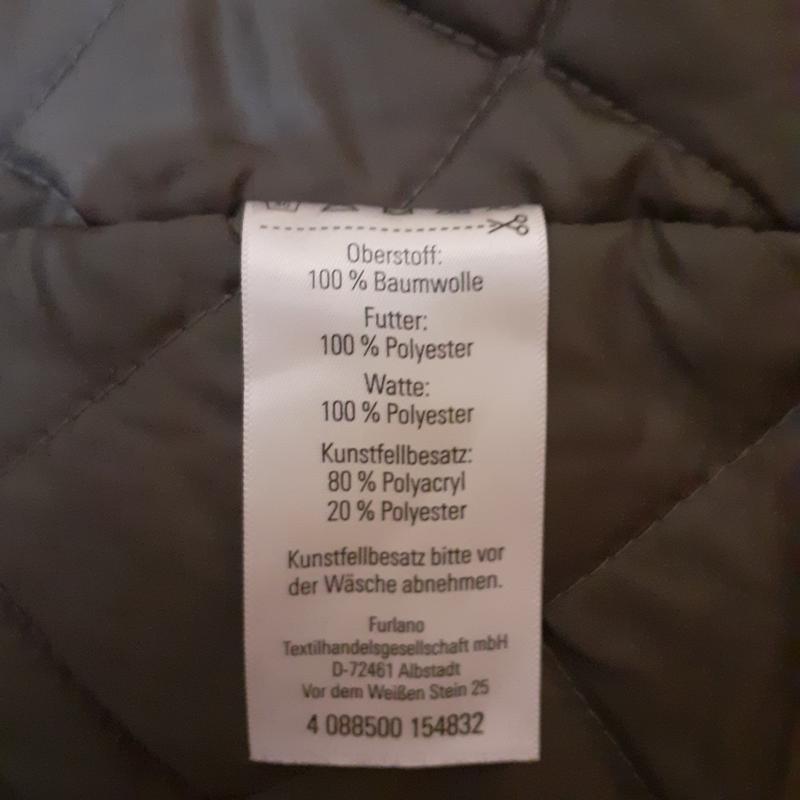 Oberstoff:
100 % Baumwolle
Futter:
100 % Polyester
Watte:
100 % Polyester
Kunstfellbesatz:
80 % Polyacryl
20 % Polyester
Kunstfellbesatz bitte vor
der Wäsche abnehmen.
Furlano
Textilhandelsgesellschaft mbH
D-72461 Albstadt
Vor dem Weißen Stein 25
4 088500 154832